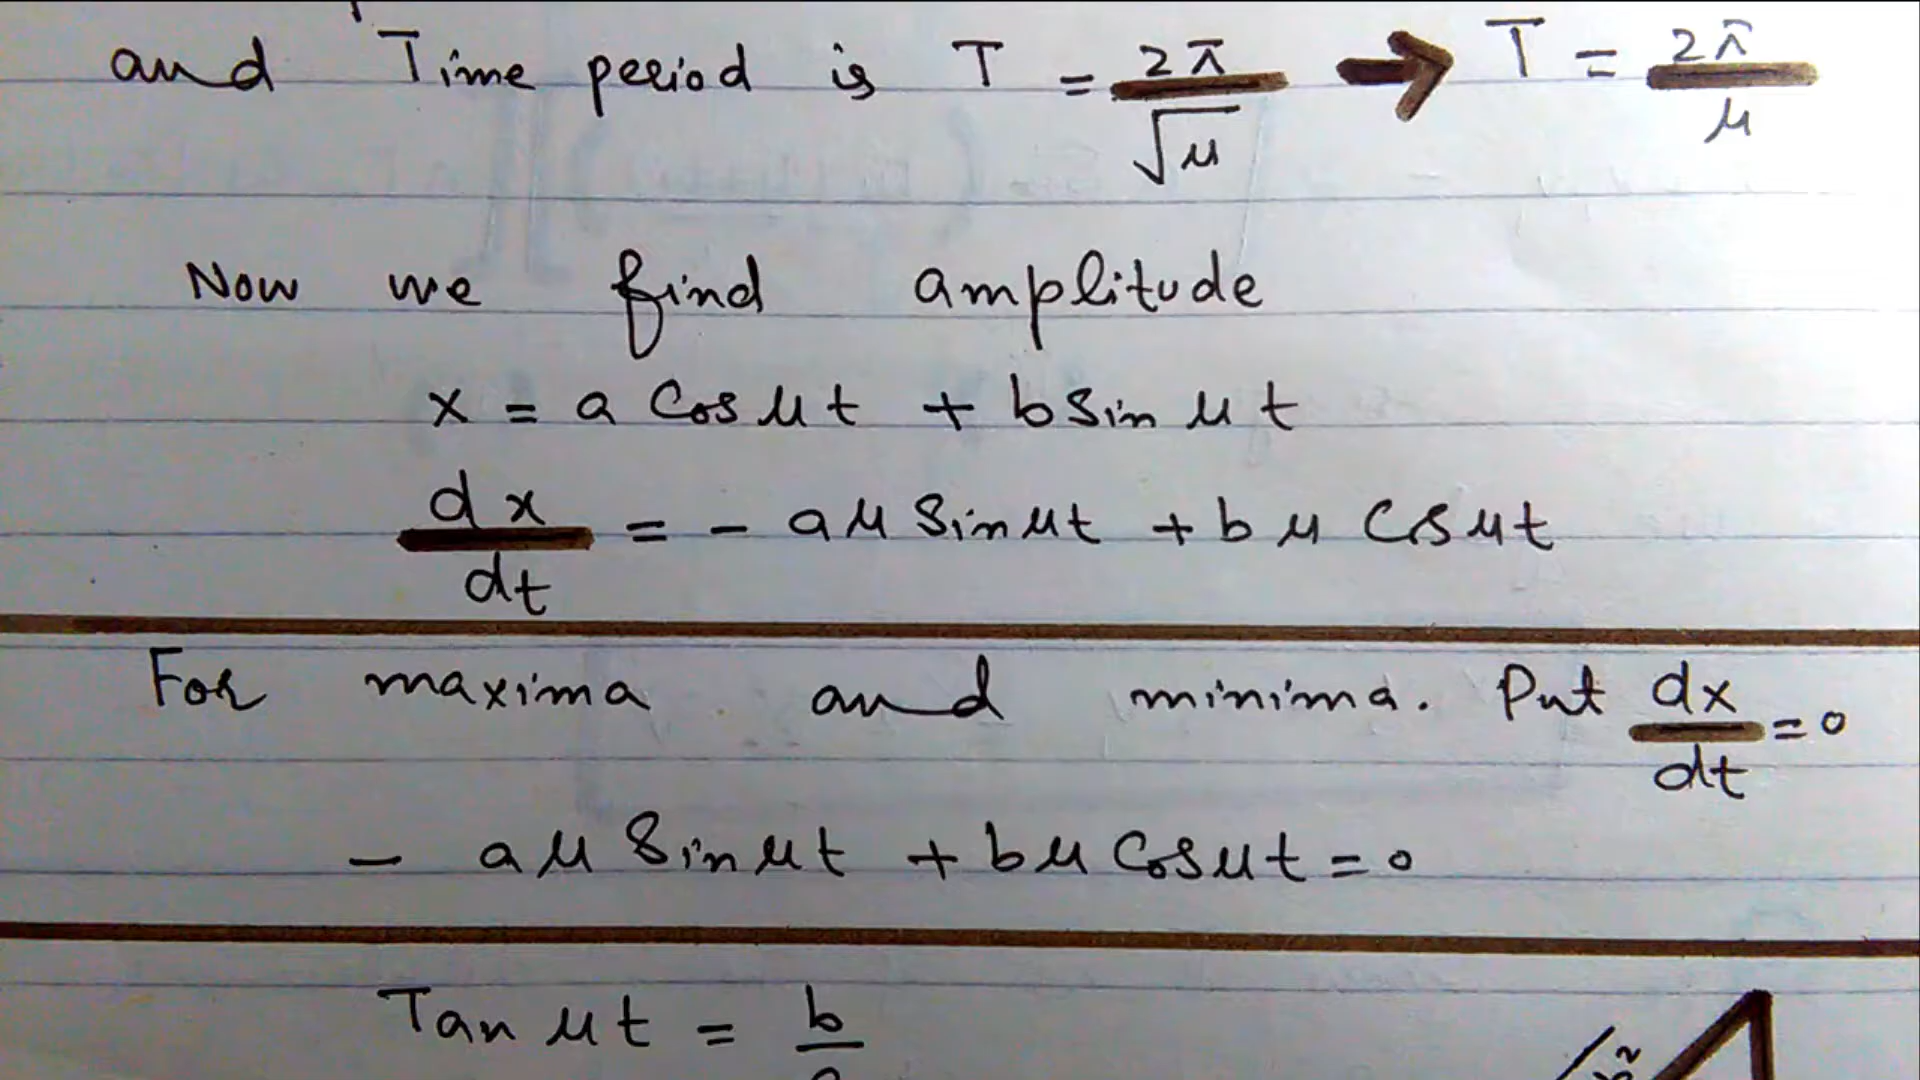 and Time period is T = 2π/√μ → T = 2π/μ
Now we find amplitude
x = a Cos μt + b Sin μt
dx/dt = - aμ Sin μt + bμ Cos μt
For maxima and minima. Put dx/dt = 0
- aμ Sin μt + bμ Cos μt = 0
Tan μt = b